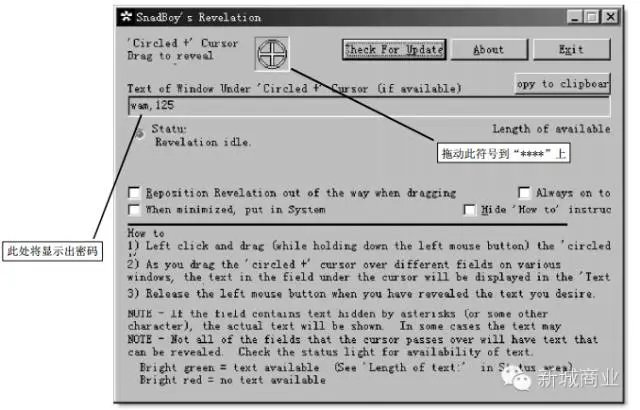 SnadBoy's Revelation
'Circled +' Cursor
Drag to reveal
Check For Update
About
Exit
opy to clipboar
Text of Window Under 'Circled +' Cursor (if available)
wam,125
Statu:
Revelation idle.
Length of available
拖动此符号到“****”上
Reposition Revelation out of the way when dragging
Always on to
When minimized, put in System
Hide 'How to' instruc
此处将显示出密码
How to
1) Left click and drag (while holding down the left mouse button) the 'circled
2) As you drag the 'circled +' cursor over different fields on various
windows, the text in the field under the cursor will be displayed in the 'Text
3) Release the left mouse button when you have revealed the text you desire.
NOTE - If the field contains text hidden by asterisks (or some other
character), the actual text will be shown. In some cases the text may
NOTE - Not all of the fields that the cursor passes over will have text that
can be revealed. Check the status light for availability of text.
Bright green = text available (See 'Length of text:' in Status area)
Bright red = no text available
新城商业